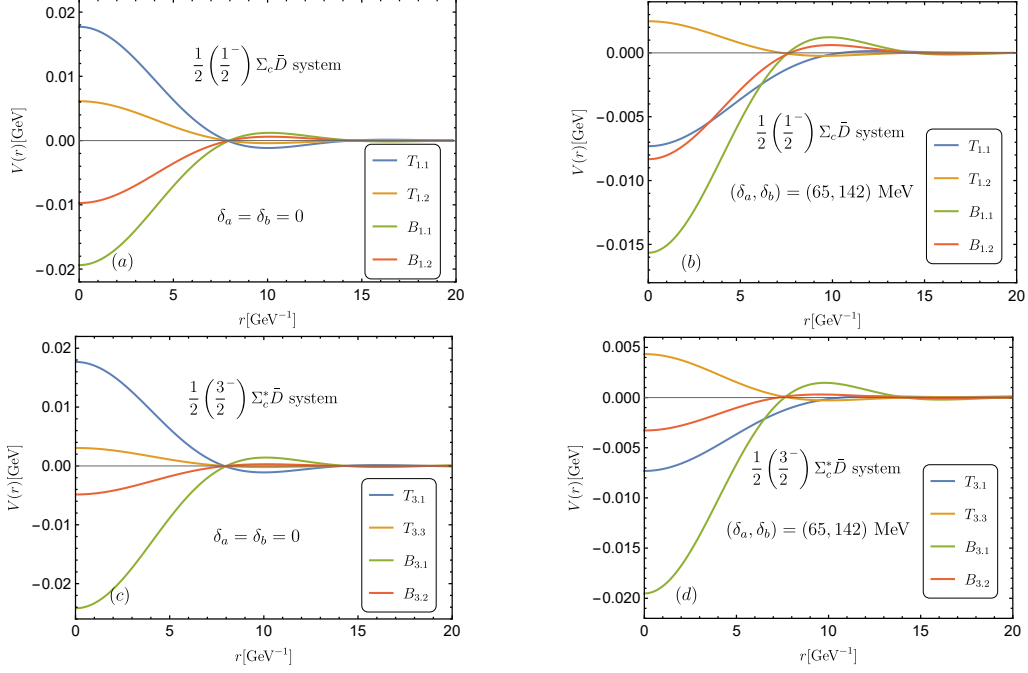 0.02
0.01
0.00
−0.01
−0.02
V(r)[GeV]
1/2 (1/2⁻) Σ_c D̄ system
δ_a = δ_b = 0
T_{1.1}
T_{1.2}
B_{1.1}
B_{1.2}
(a)
0 5 10 15 20
r[GeV⁻¹]
0.000
−0.005
−0.010
−0.015
V(r)[GeV]
1/2 (1/2⁻) Σ_c D̄ system
(δ_a, δ_b) = (65, 142) MeV
T_{1.1}
T_{1.2}
B_{1.1}
B_{1.2}
(b)
0 5 10 15 20
r[GeV⁻¹]
0.02
0.01
0.00
−0.01
−0.02
V(r)[GeV]
1/2 (3/2⁻) Σ_c^* D̄ system
δ_a = δ_b = 0
T_{3.1}
T_{3.3}
B_{3.1}
B_{3.2}
(c)
0 5 10 15 20
r[GeV⁻¹]
0.005
0.000
−0.005
−0.010
−0.015
−0.020
V(r)[GeV]
1/2 (3/2⁻) Σ_c^* D̄ system
(δ_a, δ_b) = (65, 142) MeV
T_{3.1}
T_{3.3}
B_{3.1}
B_{3.2}
(d)
0 5 10 15 20
r[GeV⁻¹]